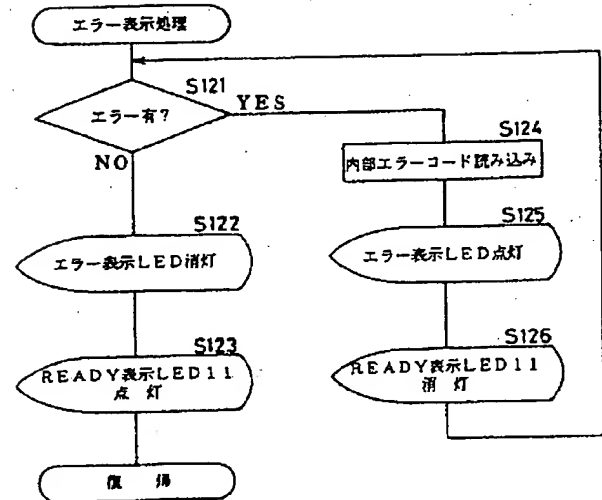 エラー表示処理
S121
エラー有?
YES
NO
S122
エラー表示LED消灯
S123
READY表示LED11
点 灯
復 帰
S124
内部エラーコード読み込み
S125
エラー表示LED点灯
S126
READY表示LED11
消 灯